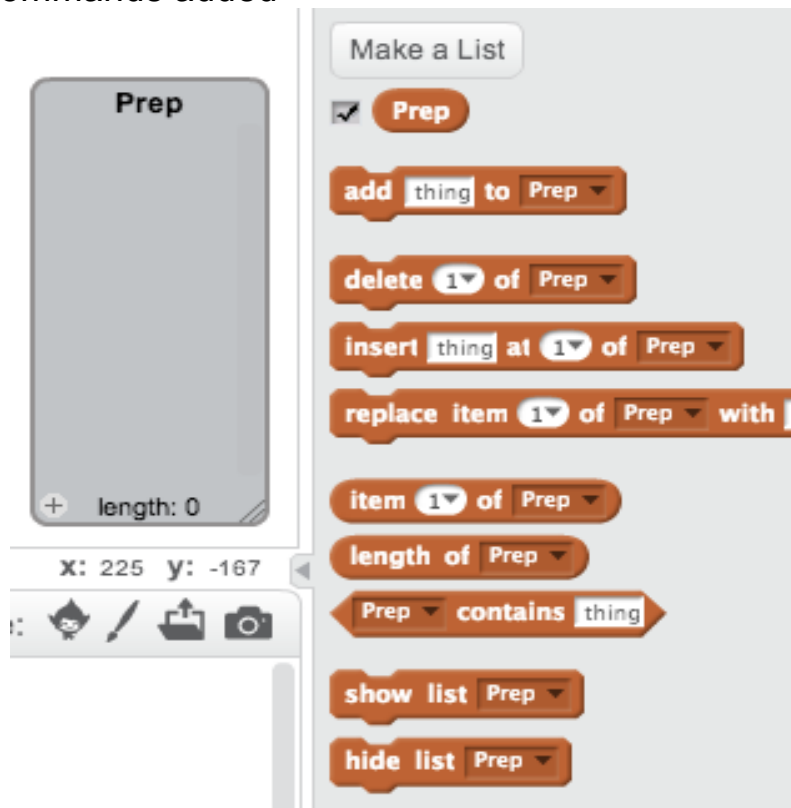 ommands added
Prep
length: 0
x: 225 y: -167
:
Make a List
Prep
add thing to Prep
delete 1 of Prep
insert thing at 1 of Prep
replace item 1 of Prep with
item 1 of Prep
length of Prep
Prep contains thing
show list Prep
hide list Prep